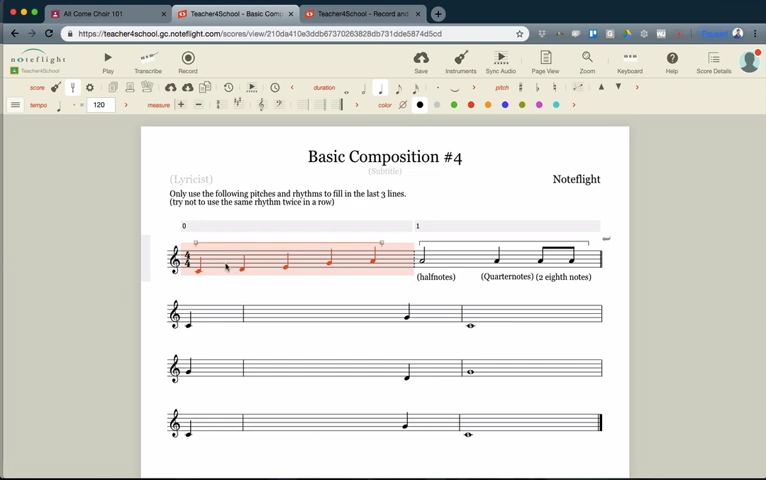 All Come Choir 101
Teacher4School - Basic Comp
Teacher4School - Record and
https://teacher4school.gc.noteflight.com/scores/view/210da410e3ddb67370263828db731dde5874d5cd
noteflight
Teacher4School
Play
Transcribe
Record
Save
Instruments
Sync Audio
Page View
Zoom
Keyboard
Help
Score Details
score
duration
pitch
tempo
= 120
measure
color
Basic Composition #4
(Subtitle)
(Lyricist)
Noteflight
Only use the following pitches and rhythms to fill in the last 3 lines.
(try not to use the same rhythm twice in a row)
0
1
(halfnotes)
(Quarternotes)
(2 eighth notes)